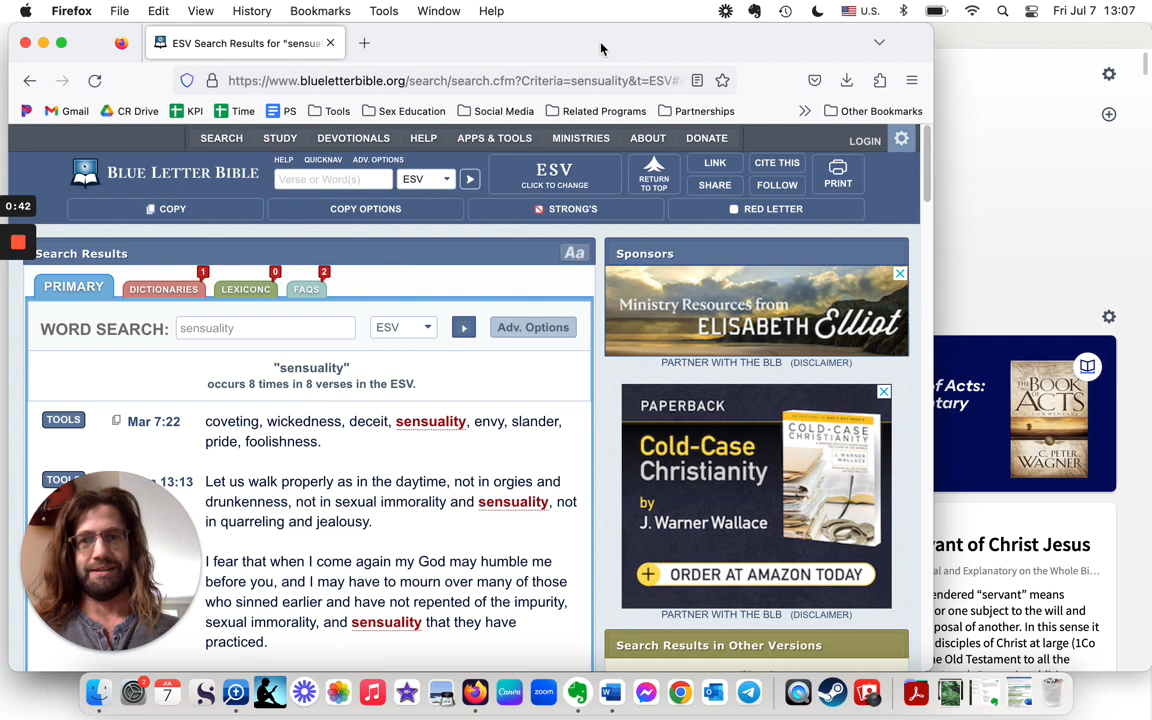 Firefox File Edit View History Bookmarks Tools Window Help U.S. Fri Jul 7 13:07
ESV Search Results for "sensua
https://www.blueletterbible.org/search/search.cfm?Criteria=sensuality&t=ESV#
Gmail CR Drive KPI Time PS Tools Sex Education Social Media Related Programs Partnerships Other Bookmarks
SEARCH STUDY DEVOTIONALS HELP APPS & TOOLS MINISTRIES ABOUT DONATE LOGIN
HELP QUICKNAV ADV. OPTIONS
BLUE LETTER BIBLE
Verse or Word(s) ESV
ESV
CLICK TO CHANGE
RETURN
TO TOP
LINK CITE THIS
SHARE FOLLOW
PRINT
COPY COPY OPTIONS STRONG'S RED LETTER
0:42
Search Results Aa
PRIMARY DICTIONARIES 1 LEXICONC 0 FAQS 2
WORD SEARCH: sensuality ESV Adv. Options
"sensuality"
occurs 8 times in 8 verses in the ESV.
TOOLS Mar 7:22 coveting, wickedness, deceit, sensuality, envy, slander,
pride, foolishness.
TOOL 13:13 Let us walk properly as in the daytime, not in orgies and
drunkenness, not in sexual immorality and sensuality, not
in quarreling and jealousy.
I fear that when I come again my God may humble me
before you, and I may have to mourn over many of those
who sinned earlier and have not repented of the impurity,
sexual immorality, and sensuality that they have
practiced.
Sponsors
Ministry Resources from
ELISABETH Elliot
PARTNER WITH THE BLB (DISCLAIMER)
PAPERBACK
Cold-Case
Christianity
by
J. Warner Wallace
COLD-CASE
CHRISTIANITY
J. WARNER WALLACE
ORDER AT AMAZON TODAY
PARTNER WITH THE BLB (DISCLAIMER)
Search Results in Other Versions
of Acts:
tary
THE BOOK
OF ACTS
A COMMENTARY
C. PETER
WAGNER
vant of Christ Jesus
al and Explanatory on the Whole Bi...
endered "servant" means
or one subject to the will and
posal of another. In this sense it
disciples of Christ at large (1Co
he Old Testament to all the
2
JUL
7
Canva
zoom